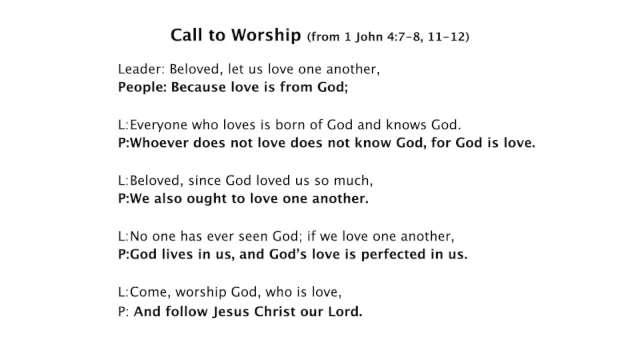 Call to Worship (from 1 John 4:7-8, 11-12)
Leader: Beloved, let us love one another,
People: Because love is from God;
L:Everyone who loves is born of God and knows God.
P:Whoever does not love does not know God, for God is love.
L:Beloved, since God loved us so much,
P:We also ought to love one another.
L:No one has ever seen God; if we love one another,
P:God lives in us, and God's love is perfected in us.
L:Come, worship God, who is love,
P: And follow Jesus Christ our Lord.